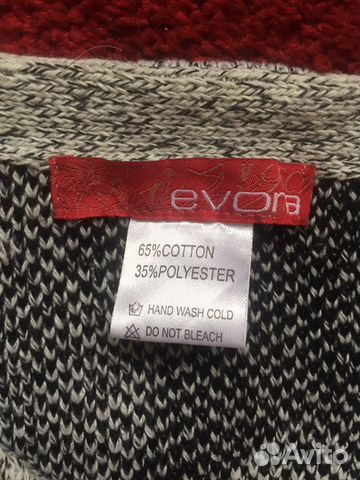 evora
65%COTTON
35%POLYESTER
HAND WASH COLD
DO NOT BLEACH
Avito